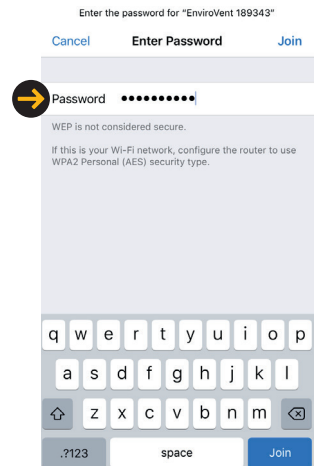 Enter the password for "EnviroVent 189343"
Cancel Enter Password Join
Password ••••••••••
WEP is not considered secure.
If this is your Wi-Fi network, configure the router to use
WPA2 Personal (AES) security type.
q w e r t y u i o p
a s d f g h j k l
z x c v b n m
.?123 space Join